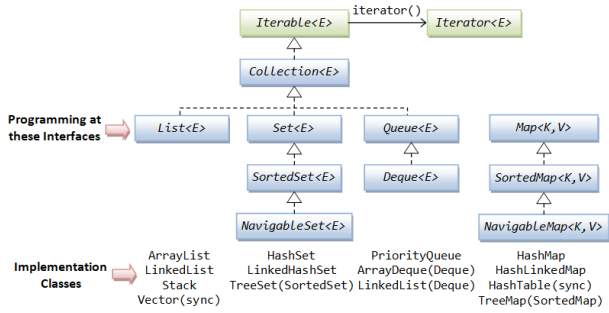 Iterable<E>
iterator()
Iterator<E>
Collection<E>
Programming at
these Interfaces
List<E>
Set<E>
Queue<E>
Map<K,V>
SortedSet<E>
Deque<E>
SortedMap<K,V>
NavigableSet<E>
NavigableMap<K,V>
Implementation
Classes
ArrayList
LinkedList
Stack
Vector(sync)
HashSet
LinkedHashSet
TreeSet(SortedSet)
PriorityQueue
ArrayDeque(Deque)
LinkedList(Deque)
HashMap
HashLinkedMap
HashTable(sync)
TreeMap(SortedMap)